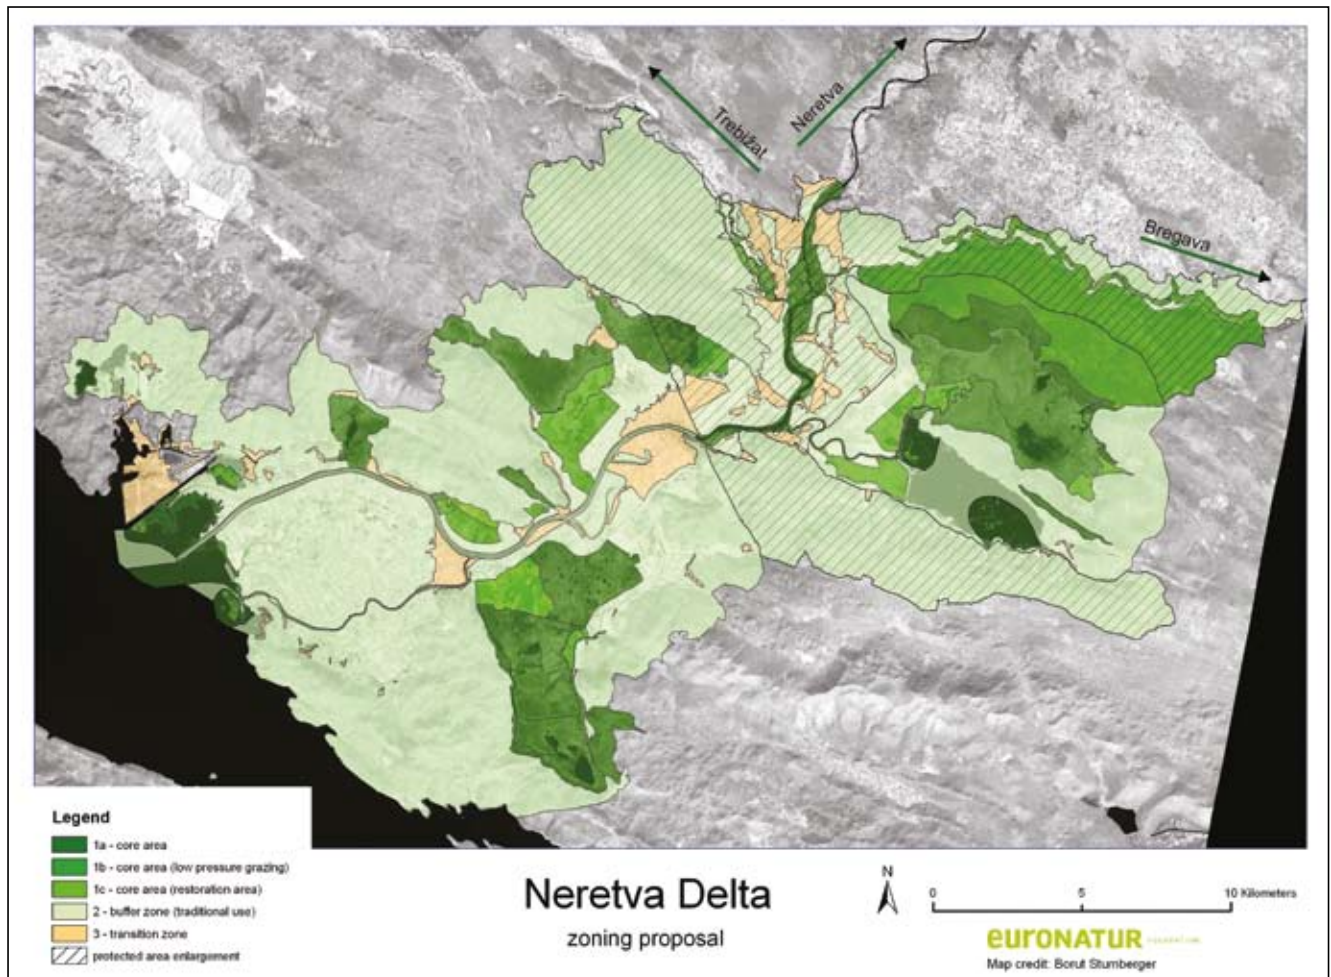 Trebižat
Neretva
Bregava
Legend
1a - core area
1b - core area (low pressure grazing)
1c - core area (restoration area)
2 - buffer zone (traditional use)
3 - transition zone
protected area enlargement
Neretva Delta
zoning proposal
N
0 5 10 Kilometers
euronatur
Map credit: Borut Stumberger